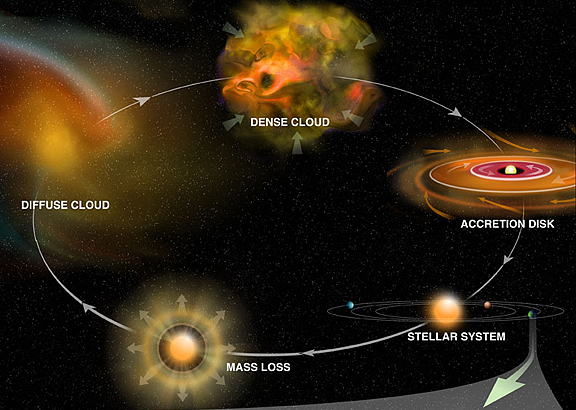 DENSE CLOUD
DIFFUSE CLOUD
ACCRETION DISK
STELLAR SYSTEM
MASS LOSS